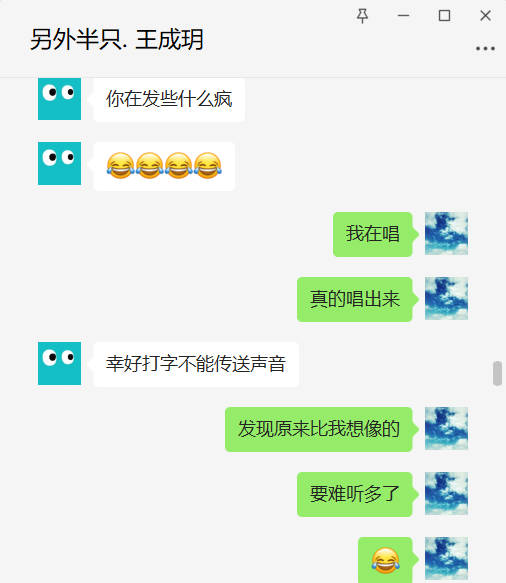 另外半只. 王成玥
你在发些什么疯
😂😂😂😂
我在唱
真的唱出来
幸好打字不能传送声音
发现原来比我想像的
要难听多了
😂